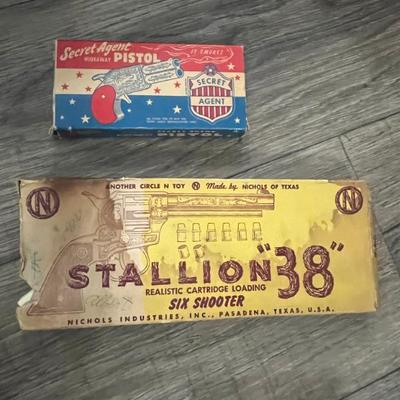 Secret Agent
HIDEAWAY PISTOL
IT SMOKES
SECRET
AGENT
N
ANOTHER CIRCLE N TOY N Made by NICHOLS OF TEXAS
N
STALLION "38"
REALISTIC CARTRIDGE LOADING
SIX SHOOTER
NICHOLS INDUSTRIES, INC., PASADENA, TEXAS, U.S.A.